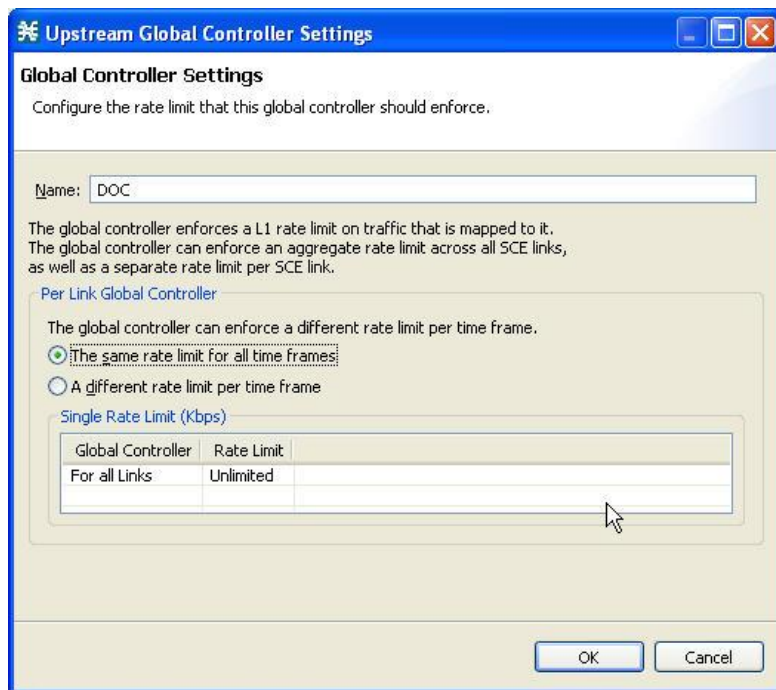 Upstream Global Controller Settings
Global Controller Settings
Configure the rate limit that this global controller should enforce.
Name: DOC
The global controller enforces a L1 rate limit on traffic that is mapped to it.
The global controller can enforce an aggregate rate limit across all SCE links,
as well as a separate rate limit per SCE link.
Per Link Global Controller
The global controller can enforce a different rate limit per time frame.
The same rate limit for all time frames
A different rate limit per time frame
Single Rate Limit (Kbps)
Global Controller Rate Limit
For all Links Unlimited
OK Cancel